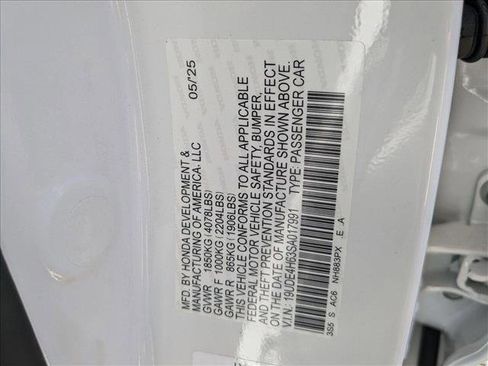 MFD. BY HONDA DEVELOPMENT &
MANUFACTURING OF AMERICA, LLC
05/25
GVWR 1850KG(4078LBS)
GAWR F 1000KG(2204LBS)
GAWR R 865KG(1906LBS)
THIS VEHICLE CONFORMS TO ALL APPLICABLE
FEDERAL MOTOR VEHICLE SAFETY, BUMPER,
AND THEFT PREVENTION STANDARDS IN EFFECT
ON THE DATE OF MANUFACTURE SHOWN ABOVE.
V.I.N. 19UDE4H63SA017991 TYPE:PASSENGER CAR
3S5 S AC6 NH883PX E .A